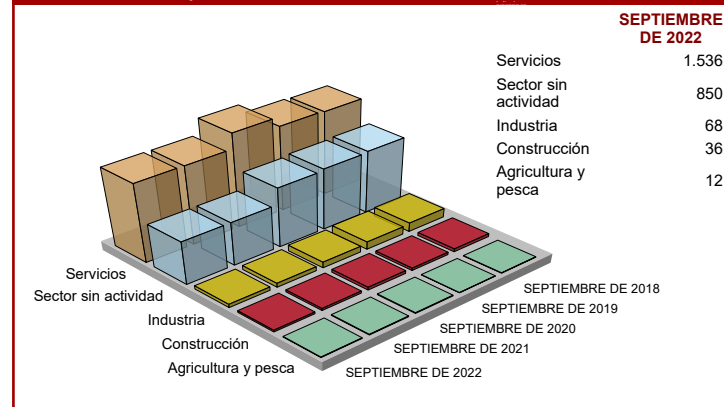 SEPTIEMBRE
DE 2022
Servicios 1.536
Sector sin
actividad 850
Industria 68
Construcción 36
Agricultura y
pesca 12
Servicios
Sector sin actividad
Industria
Construcción
Agricultura y pesca
SEPTIEMBRE DE 2018
SEPTIEMBRE DE 2019
SEPTIEMBRE DE 2020
SEPTIEMBRE DE 2021
SEPTIEMBRE DE 2022